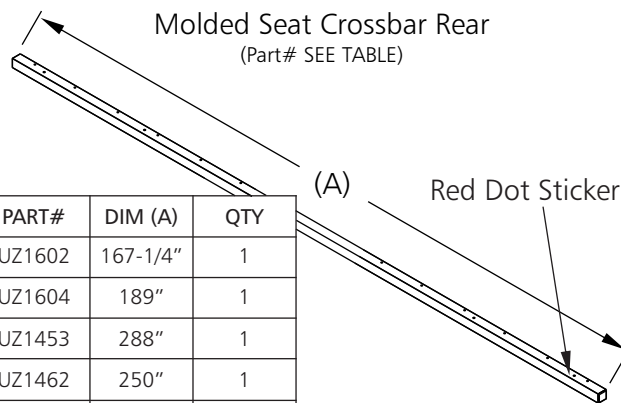 Molded Seat Crossbar Rear
(Part# SEE TABLE)
(A)
Red Dot Sticker
PART# DIM (A) QTY
UZ1602 167-1/4” 1
UZ1604 189” 1
UZ1453 288” 1
UZ1462 250” 1